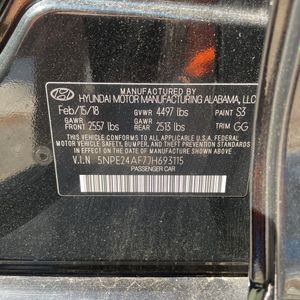 MANUFACTURED BY
HYUNDAI MOTOR MANUFACTURING ALABAMA, LLC
Feb/15/18 GVWR 4497 lbs PAINT S3
GAWR GAWR TRIM GG
FRONT 2557 lbs REAR 2513 lbs
THIS VEHICLE CONFORMS TO ALL APPLICABLE U.S.A. FEDERAL
MOTOR VEHICLE SAFETY, BUMPER, AND THEFT PREVENTION STANDARDS
IN EFFECT ON THE DATE OF MANUFACTURE SHOWN ABOVE.
V.I.N 5NPE24AF7JH693115
PASSENGER CAR